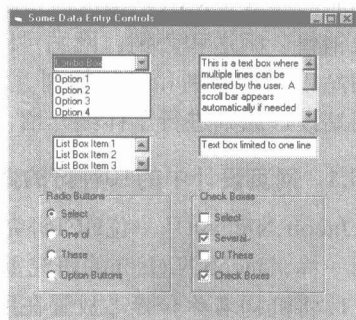 Some Data Entry Controls
Combo Box
Option 1
Option 2
Option 3
Option 4
This is a text box where
multiple lines can be
entered by the user. A
scroll bar appears
automatically if needed
List Box Item 1
List Box Item 2
List Box Item 3
Text box limited to one line
Radio Buttons
Select
One of
These
Option Buttons
Check Boxes
Select
Several..
Of These
Check Boxes